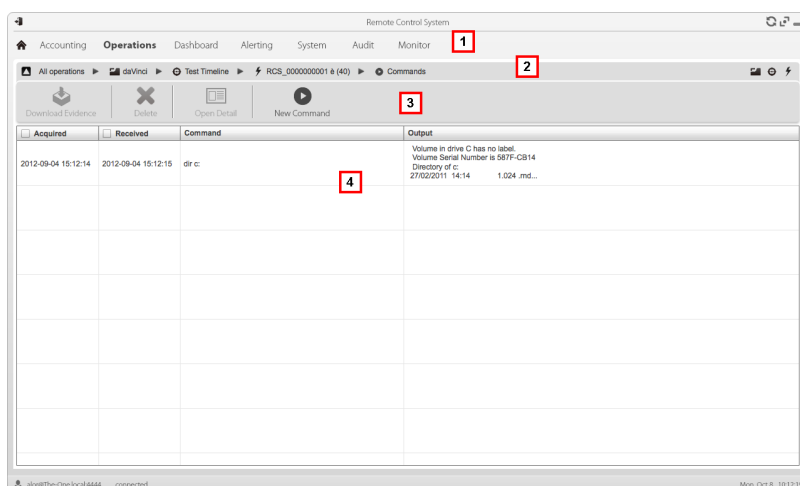 Remote Control System
Accounting Operations Dashboard Alerting System Audit Monitor 1
All operations daVinci Test Timeline RCS_0000000001 è (40) Commands 2
Download Evidence Delete Open Detail New Command 3
Acquired Received Command Output
Volume in drive C has no label.
Volume Serial Number is 587F-CB14
2012-09-04 15:12:14 2012-09-04 15:12:15 dir c:
Directory of c:
27/02/2011 14:14 1.024 .md...
4
connected Mon, Oct 8,